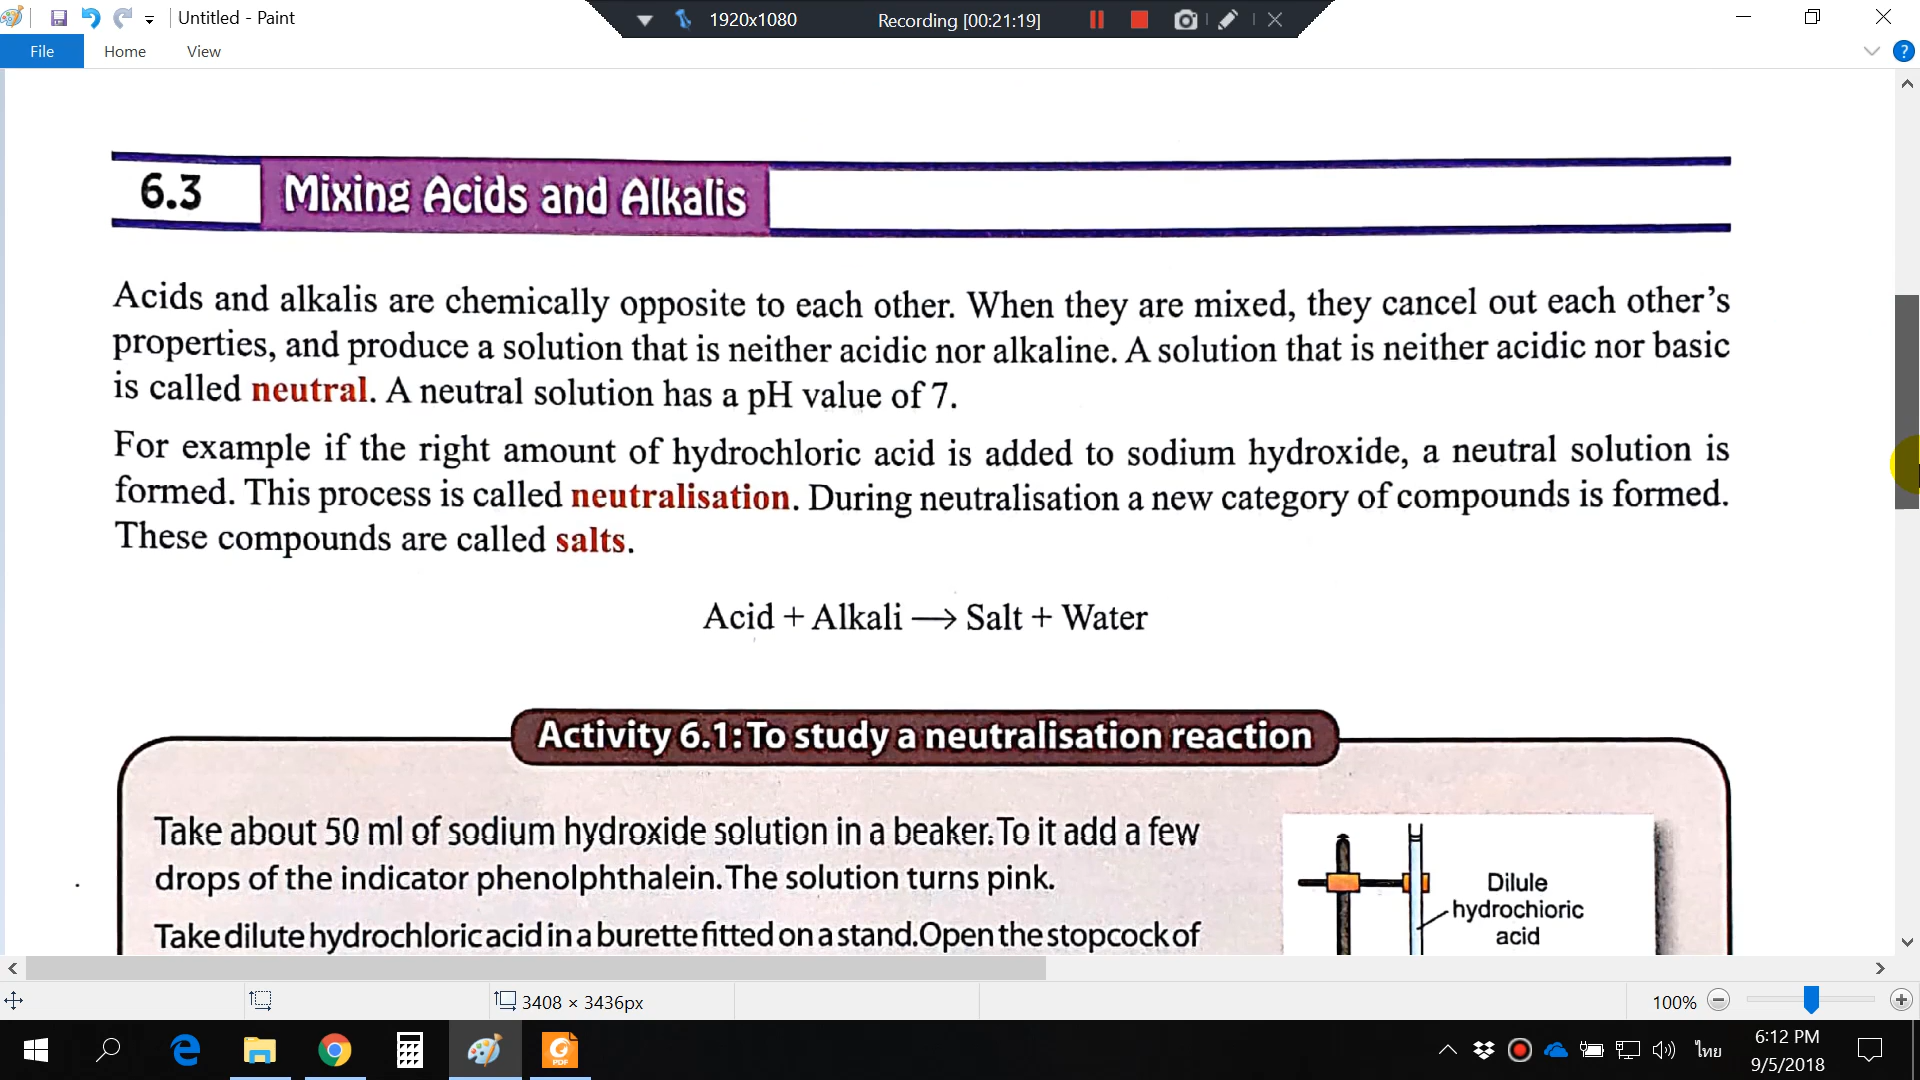 Untitled - Paint
1920x1080
Recording [00:21:19]
File
Home
View
?
6.3
Mixing Acids and Alkalis
Acids and alkalis are chemically opposite to each other. When they are mixed, they cancel out each other's
properties, and produce a solution that is neither acidic nor alkaline. A solution that is neither acidic nor basic
is called neutral. A neutral solution has a pH value of 7.
For example if the right amount of hydrochloric acid is added to sodium hydroxide, a neutral solution is
formed. This process is called neutralisation. During neutralisation a new category of compounds is formed.
These compounds are called salts.
Acid + Alkali ⟶ Salt + Water
Activity 6.1: To study a neutralisation reaction
Take about 50 ml of sodium hydroxide solution in a beaker. To it add a few
drops of the indicator phenolphthalein. The solution turns pink.
Take dilute hydrochloric acid in a burette fitted on a stand. Open the stopcock of
Dilule
hydrochioric
acid
3408 × 3436px
100%
PDF
ไทย
6:12 PM
9/5/2018